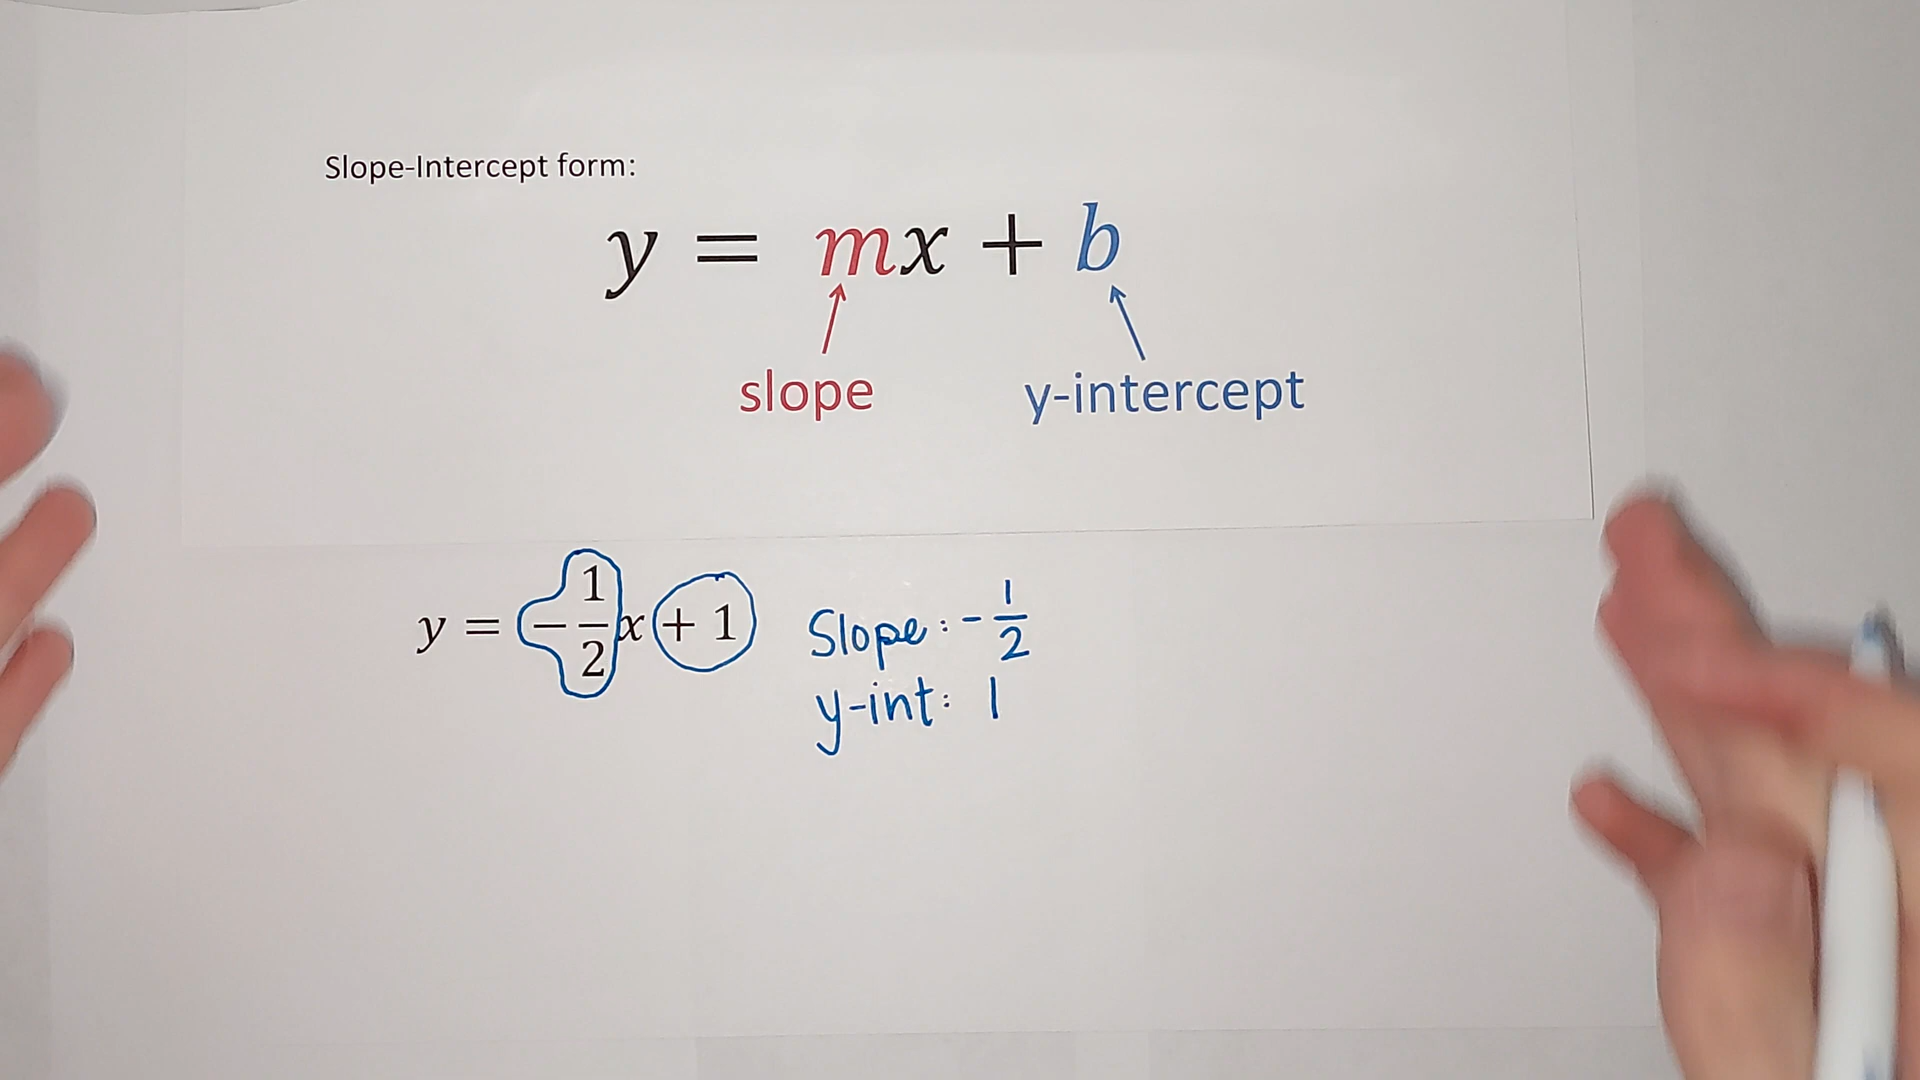 Slope-Intercept form:
y = mx + b
slope y-intercept
y = -1/2x + 1
Slope: -1/2
y-int: 1